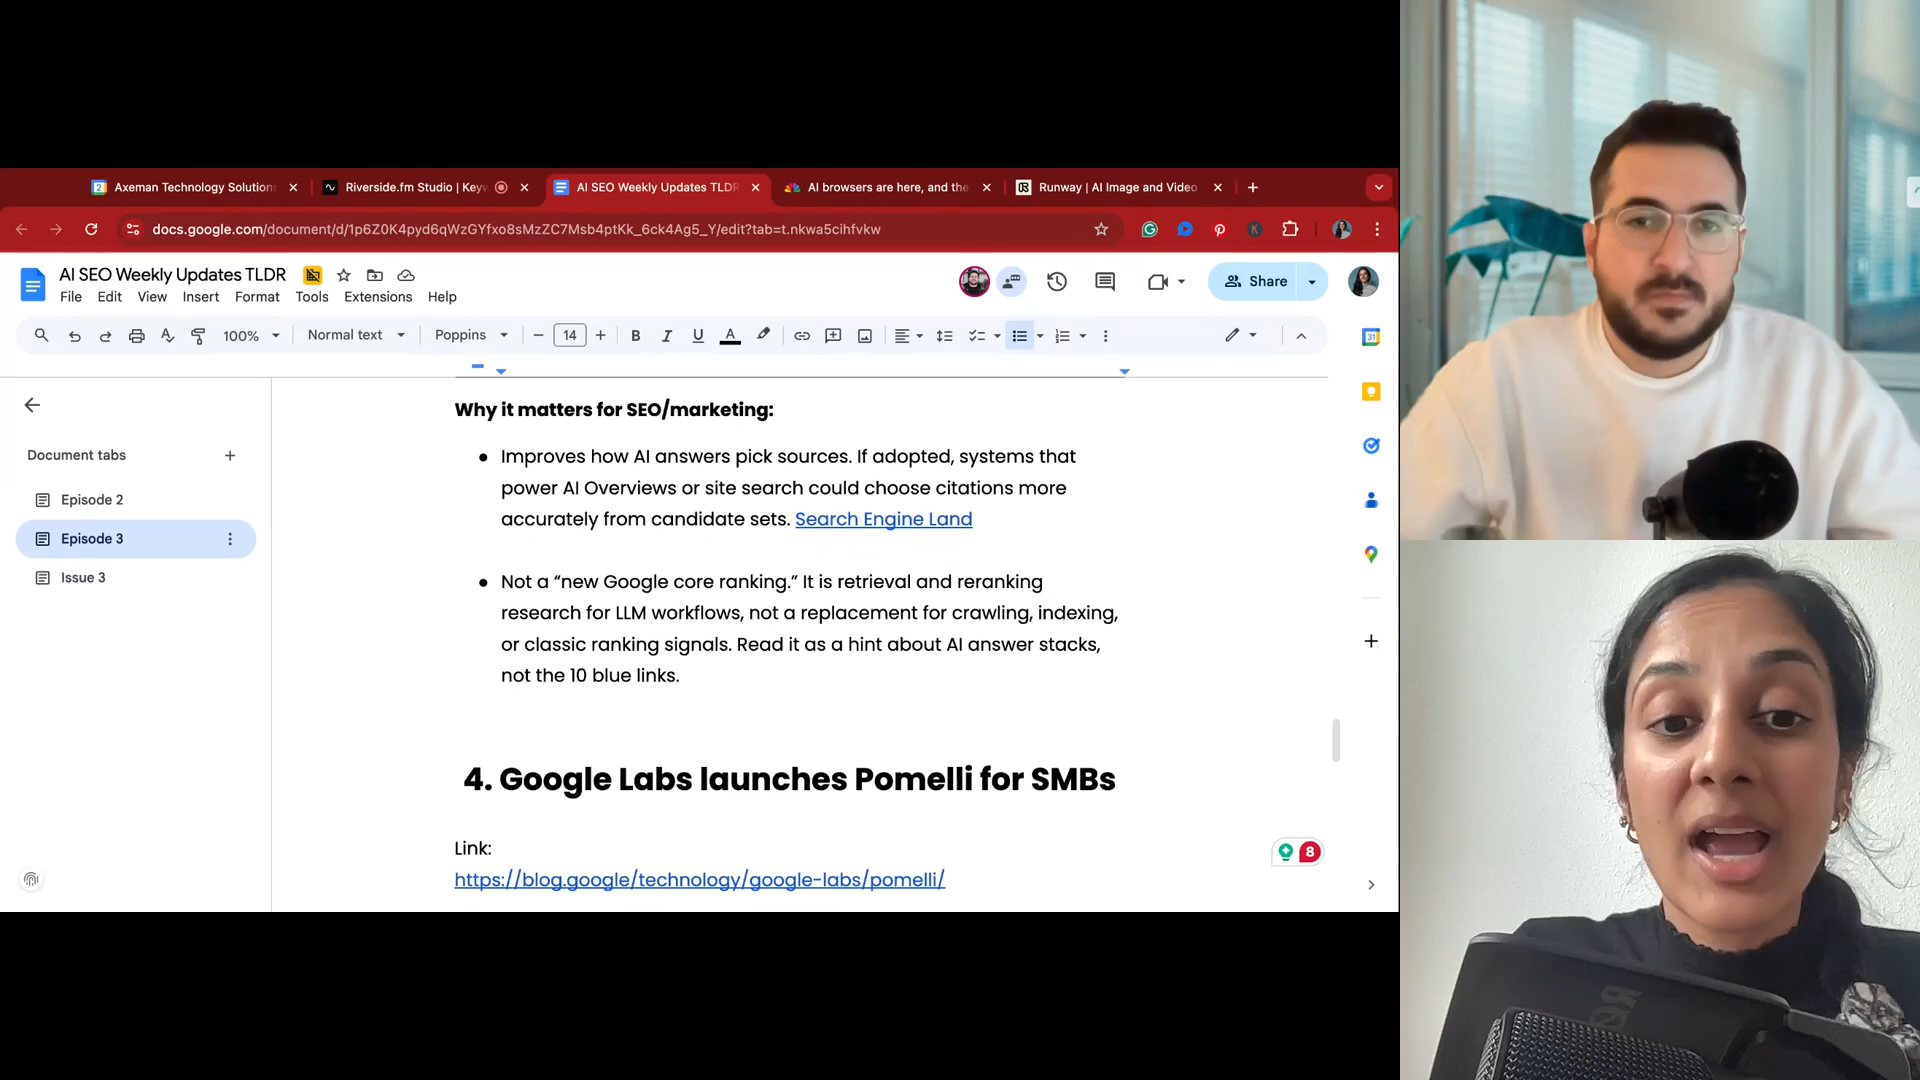 Axeman Technology Solutions
Riverside.fm Studio | Keyw
AI SEO Weekly Updates TLDR
AI browsers are here, and the
Runway | AI Image and Video
docs.google.com/document/d/1p6Z0K4pyd6qWzGYfxo8sMzZC7Msb4ptKk_6ck4Ag5_Y/edit?tab=t.nkwa5cihfvkw
AI SEO Weekly Updates TLDR
File Edit View Insert Format Tools Extensions Help
Share
100% Normal text Poppins 14 B I U A
Document tabs
Episode 2
Episode 3
Issue 3
Why it matters for SEO/marketing:
● Improves how AI answers pick sources. If adopted, systems that
power AI Overviews or site search could choose citations more
accurately from candidate sets. Search Engine Land
● Not a “new Google core ranking.” It is retrieval and reranking
research for LLM workflows, not a replacement for crawling, indexing,
or classic ranking signals. Read it as a hint about AI answer stacks,
not the 10 blue links.
4. Google Labs launches Pomelli for SMBs
Link:
https://blog.google/technology/google-labs/pomelli/
8
31